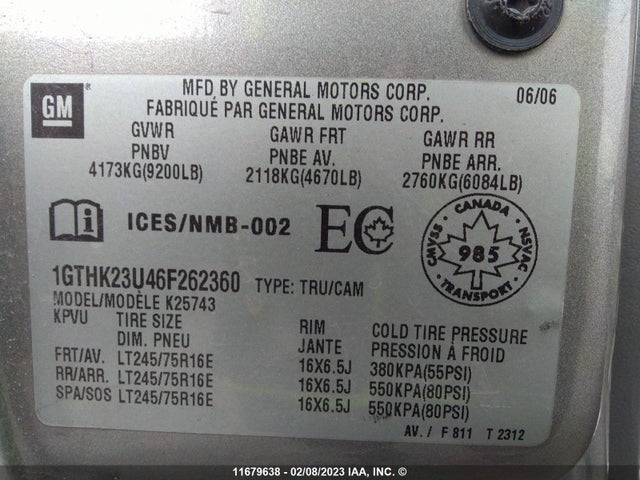 GM
MFD BY GENERAL MOTORS CORP. 06/06
FABRIQUÉ PAR GENERAL MOTORS CORP.
GVWR GAWR FRT GAWR RR
PNBV PNBE AV. PNBE ARR.
4173KG(9200LB) 2118KG(4670LB) 2760KG(6084LB)
i ICES/NMB-002 EC CMVSS CANADA NSVAC 985 TRANSPORT
1GTHK23U46F262360 TYPE: TRU/CAM
MODEL/MODÈLE K25743
KPVU TIRE SIZE RIM COLD TIRE PRESSURE
DIM. PNEU JANTE PRESSION À FROID
FRT/AV. LT245/75R16E 16X6.5J 380KPA(55PSI)
RR/ARR. LT245/75R16E 16X6.5J 550KPA(80PSI)
SPA/SOS LT245/75R16E 16X6.5J 550KPA(80PSI)
AV. / F 811 T 2312
11679638 - 02/08/2023 IAA, INC. ©